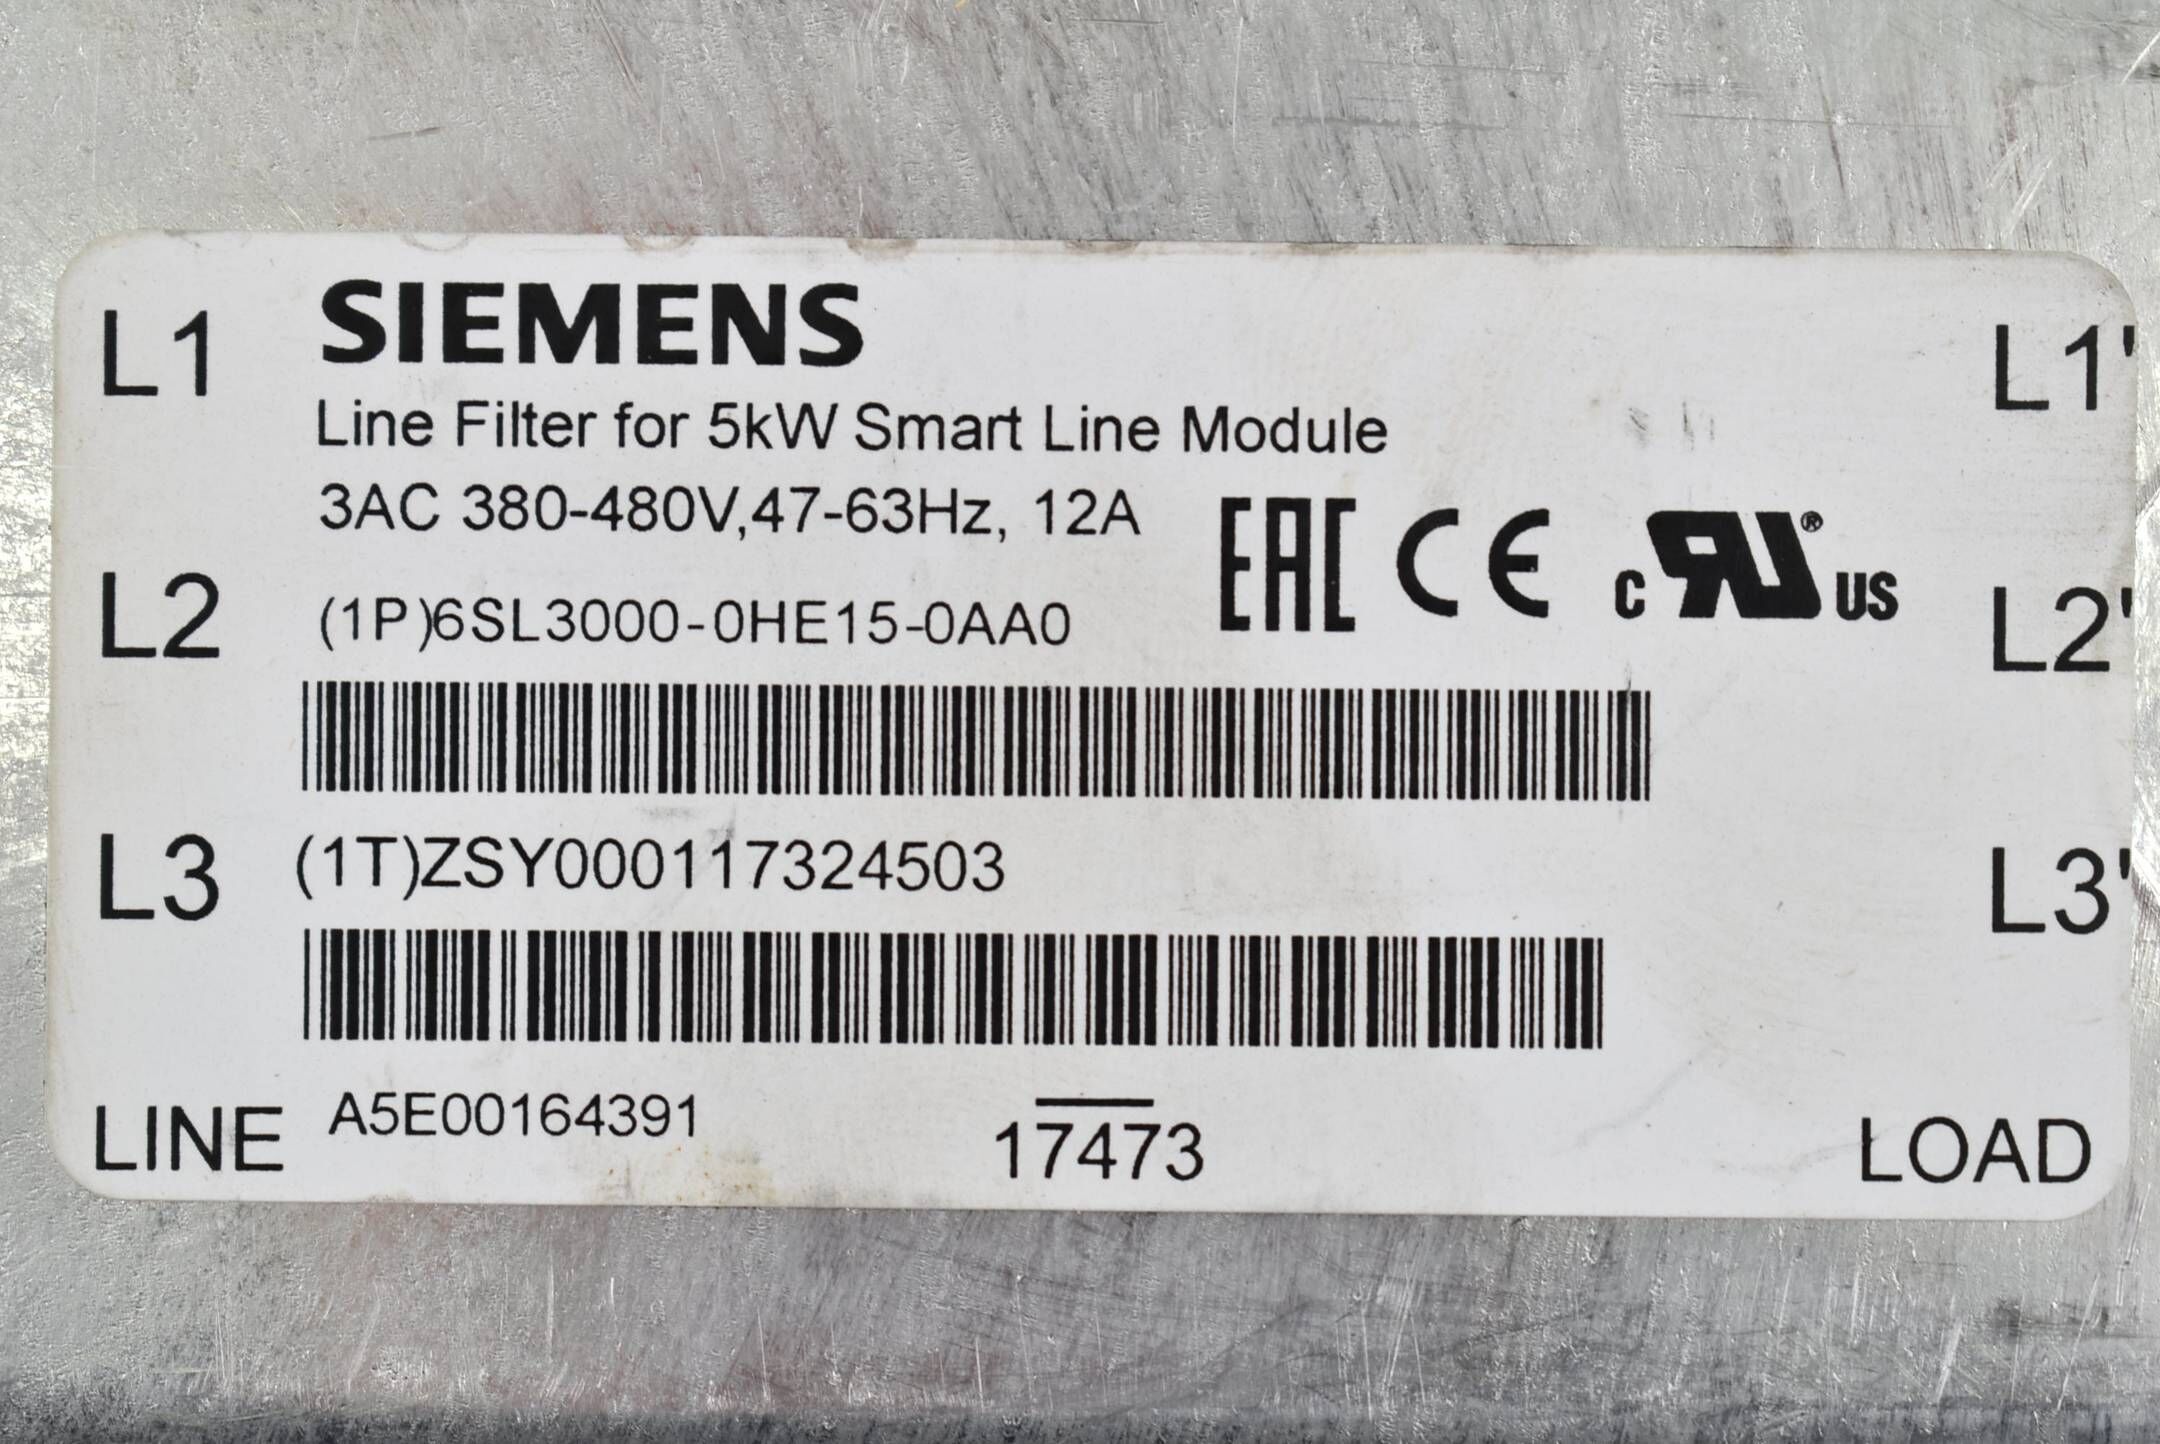 L1
SIEMENS
L1'
Line Filter for 5kW Smart Line Module
3AC 380-480V,47-63Hz, 12A
EAC CE c RU ® US
L2
(1P)6SL3000-0HE15-0AA0
L2'
L3
(1T)ZSY000117324503
L3'
LINE
A5E00164391
17473
LOAD